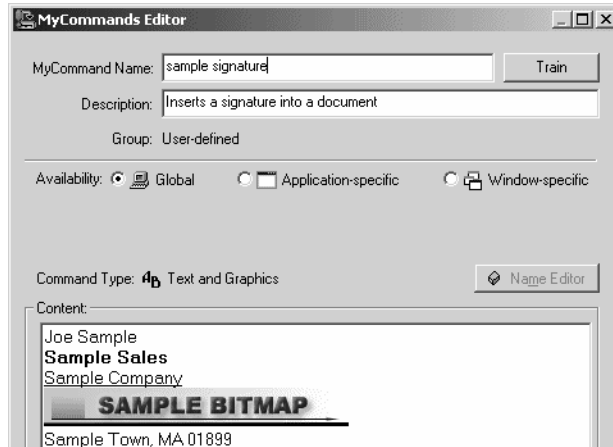 MyCommands Editor
MyCommand Name: sample signature Train
Description: Inserts a signature into a document
Group: User-defined
Availability: Global Application-specific Window-specific
Command Type: AB Text and Graphics Name Editor
Content:
Joe Sample
Sample Sales
Sample Company
SAMPLE BITMAP
Sample Town, MA 01899